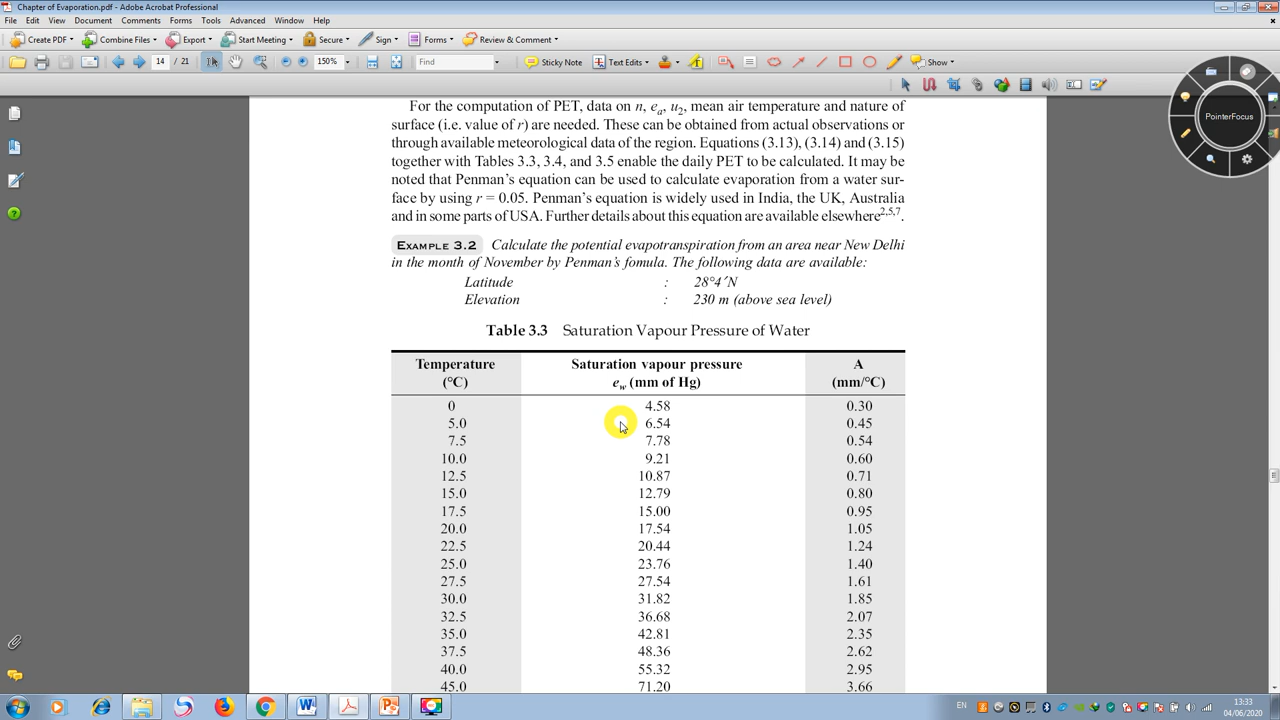 Chapter of Evaporation.pdf - Adobe Acrobat Professional
File Edit View Document Comments Forms Tools Advanced Window Help
Create PDF Combine Files Export Start Meeting Secure Sign Forms Review & Comment
14 / 21 150% Find Sticky Note Text Edits Show
PointerFocus
For the computation of PET, data on n, ea, u2, mean air temperature and nature of
surface (i.e. value of r) are needed. These can be obtained from actual observations or
through available meteorological data of the region. Equations (3.13), (3.14) and (3.15)
together with Tables 3.3, 3.4, and 3.5 enable the daily PET to be calculated. It may be
noted that Penman's equation can be used to calculate evaporation from a water sur-
face by using r = 0.05. Penman's equation is widely used in India, the UK, Australia
and in some parts of USA. Further details about this equation are available elsewhere2,5,7.
EXAMPLE 3.2 Calculate the potential evapotranspiration from an area near New Delhi
in the month of November by Penman's fomula. The following data are available:
Latitude : 28°4′N
Elevation : 230 m (above sea level)
Table 3.3 Saturation Vapour Pressure of Water
Temperature Saturation vapour pressure A
(°C) ew (mm of Hg) (mm/°C)
0 4.58 0.30
5.0 6.54 0.45
7.5 7.78 0.54
10.0 9.21 0.60
12.5 10.87 0.71
15.0 12.79 0.80
17.5 15.00 0.95
20.0 17.54 1.05
22.5 20.44 1.24
25.0 23.76 1.40
27.5 27.54 1.61
30.0 31.82 1.85
32.5 36.68 2.07
35.0 42.81 2.35
37.5 48.36 2.62
40.0 55.32 2.95
45.0 71.20 3.66
EN 13:33
04/06/2020